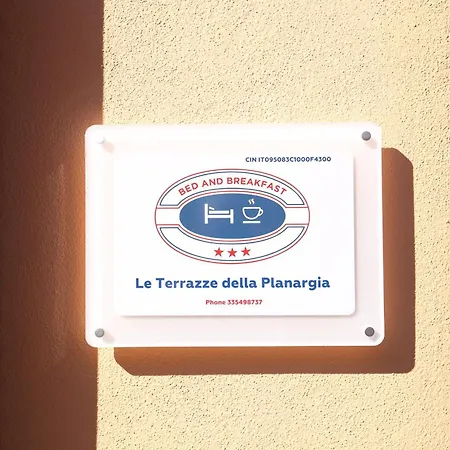 CIN IT095083C1000F4300
BED AND BREAKFAST
Le Terrazze della Planargia
Phone 335498737